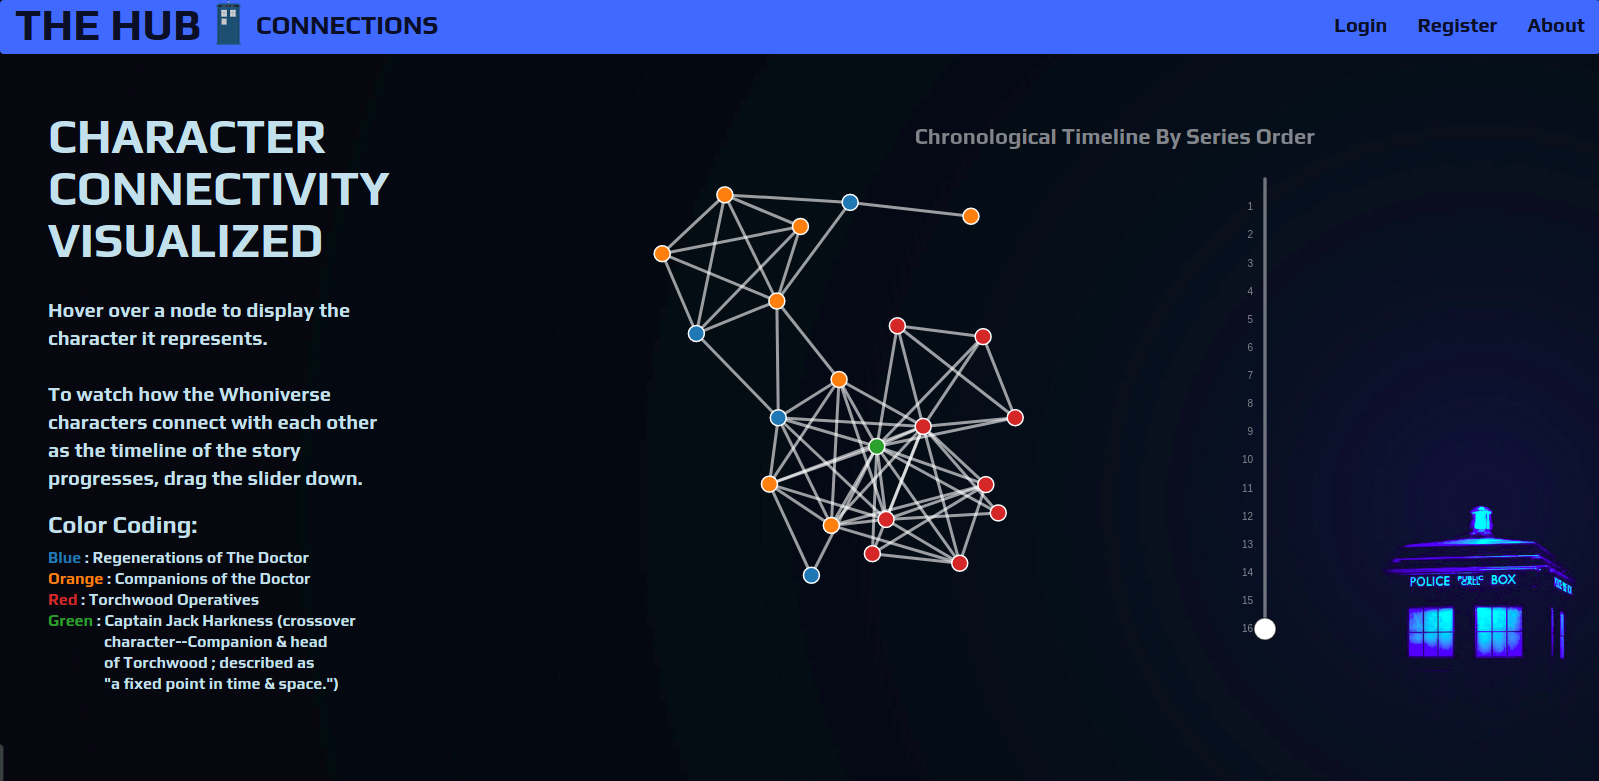 THE HUB CONNECTIONS
Login Register About
CHARACTER
CONNECTIVITY
VISUALIZED
Hover over a node to display the
character it represents.
To watch how the Whoniverse
characters connect with each other
as the timeline of the story
progresses, drag the slider down.
Color Coding:
Blue : Regenerations of The Doctor
Orange : Companions of the Doctor
Red : Torchwood Operatives
Green : Captain Jack Harkness (crossover
character--Companion & head
of Torchwood ; described as
"a fixed point in time & space.")
Chronological Timeline By Series Order
1
2
3
4
5
6
7
8
9
10
11
12
13
14
15
16
POLICE PUBLIC CALL BOX